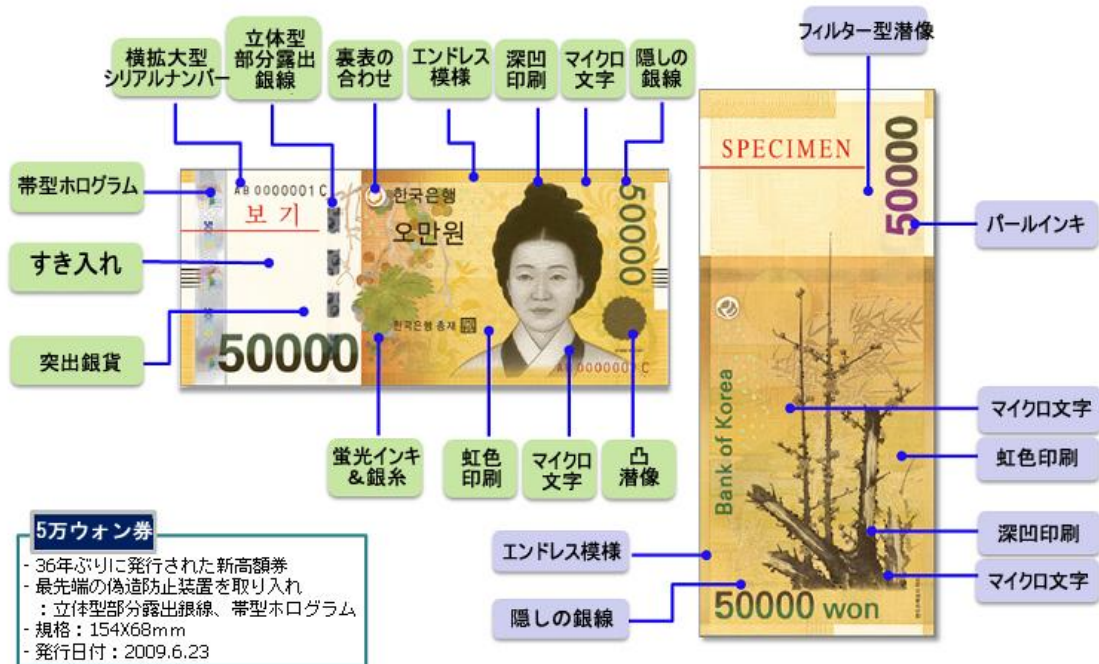 横拡大型
シリアルナンバー
立体型
部分露出
銀線
裏表の
合わせ
エンドレス
模様
深凹
印刷
マイクロ
文字
隠しの
銀線
フィルター型潜像
帯型ホログラム
すき入れ
突出銀貨
AB 0000001 C
보기
50000
한국은행
오만원
한국은행 총재
50000
蛍光インキ
&銀糸
虹色
印刷
マイクロ
文字
凸
潜像
SPECIMEN
50000
Bank of Korea
50000 won
パールインキ
マイクロ文字
虹色印刷
深凹印刷
マイクロ文字
エンドレス模様
隠しの銀線
5万ウォン券
- 36年ぶりに発行された新高額券
- 最先端の偽造防止装置を取り入れ
：立体型部分露出銀線、帯型ホログラム
- 規格：154X68mm
- 発行日付：2009.6.23